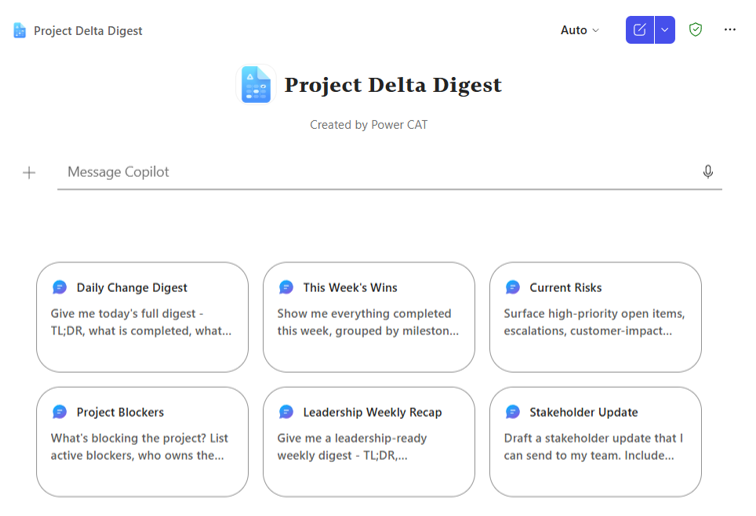 Project Delta Digest
Auto
Project Delta Digest
Created by Power CAT
Message Copilot
Daily Change Digest
Give me today's full digest -
TL;DR, what is completed, what...
This Week's Wins
Show me everything completed
this week, grouped by mileston...
Current Risks
Surface high-priority open items,
escalations, customer-impact...
Project Blockers
What's blocking the project? List
active blockers, who owns the...
Leadership Weekly Recap
Give me a leadership-ready
weekly digest - TL;DR,...
Stakeholder Update
Draft a stakeholder update that I
can send to my team. Include...